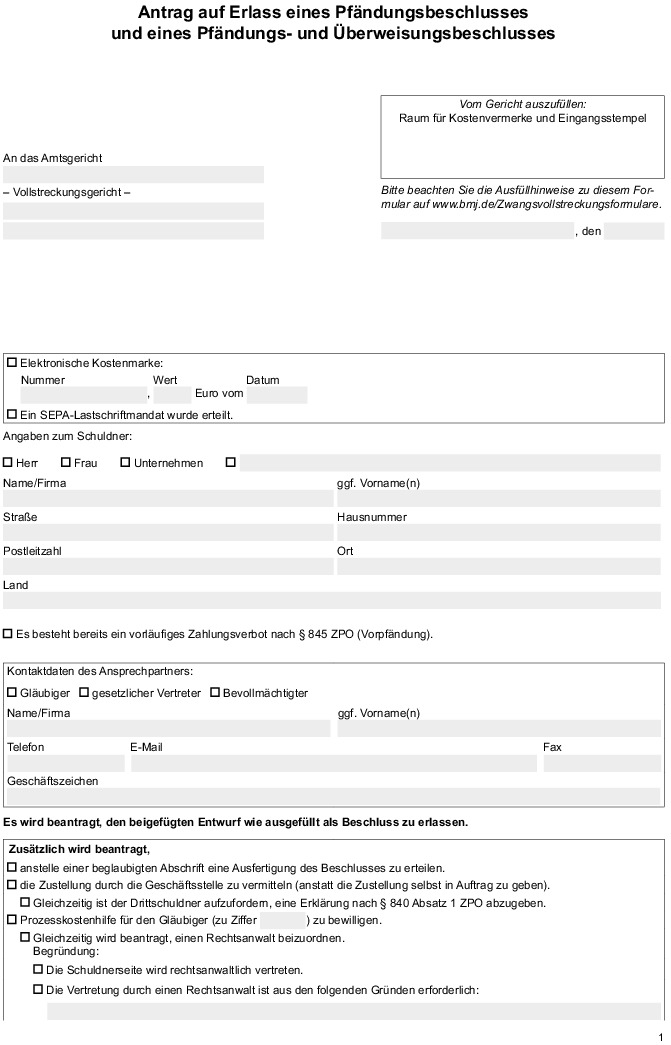 Antrag auf Erlass eines Pfändungsbeschlusses
und eines Pfändungs- und Überweisungsbeschlusses
Vom Gericht auszufüllen:
Raum für Kostenvermerke und Eingangsstempel
An das Amtsgericht
– Vollstreckungsgericht –
Bitte beachten Sie die Ausfüllhinweise zu diesem For-
mular auf www.bmj.de/Zwangsvollstreckungsformulare.
, den
Elektronische Kostenmarke:
Nummer Wert Datum
, Euro vom
Ein SEPA-Lastschriftmandat wurde erteilt.
Angaben zum Schuldner:
Herr Frau Unternehmen
Name/Firma ggf. Vorname(n)
Straße Hausnummer
Postleitzahl Ort
Land
Es besteht bereits ein vorläufiges Zahlungsverbot nach § 845 ZPO (Vorpfändung).
Kontaktdaten des Ansprechpartners:
Gläubiger gesetzlicher Vertreter Bevollmächtigter
Name/Firma ggf. Vorname(n)
Telefon E-Mail Fax
Geschäftszeichen
Es wird beantragt, den beigefügten Entwurf wie ausgefüllt als Beschluss zu erlassen.
Zusätzlich wird beantragt,
anstelle einer beglaubigten Abschrift eine Ausfertigung des Beschlusses zu erteilen.
die Zustellung durch die Geschäftsstelle zu vermitteln (anstatt die Zustellung selbst in Auftrag zu geben).
Gleichzeitig ist der Drittschuldner aufzufordern, eine Erklärung nach § 840 Absatz 1 ZPO abzugeben.
Prozesskostenhilfe für den Gläubiger (zu Ziffer ) zu bewilligen.
Gleichzeitig wird beantragt, einen Rechtsanwalt beizuordnen.
Begründung:
Die Schuldnerseite wird rechtsanwaltlich vertreten.
Die Vertretung durch einen Rechtsanwalt ist aus den folgenden Gründen erforderlich:
1